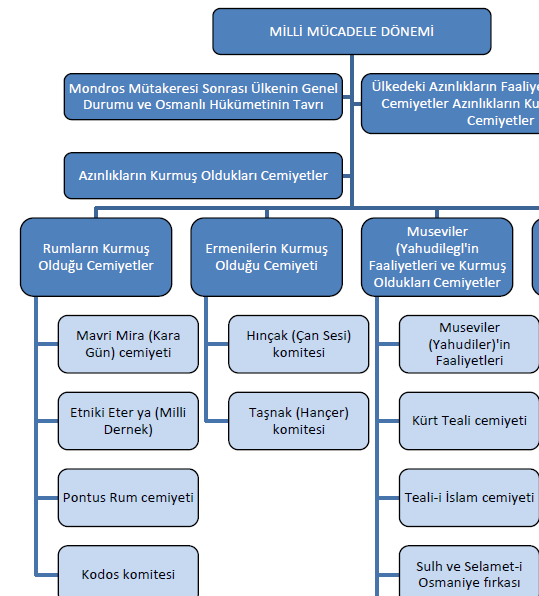 MİLLİ MÜCADELE DÖNEMİ
Mondros Mütakeresi Sonrası Ülkenin Genel
Durumu ve Osmanlı Hükümetinin Tavrı
Ülkedeki Azınlıkların
Cemiyetler Azınlıkların
Cemiyetler
Azınlıkların Kurmuş Oldukları Cemiyetler
Rumların Kurmuş
Olduğu Cemiyetler
Ermenilerin Kurmuş
Olduğu Cemiyeti
Museviler
(Yahudilegl'in
Faaliyetleri ve Kurmuş
Oldukları Cemiyetler
Mavri Mira (Kara
Gün) cemiyeti
Etniki Eter ya (Milli
Dernek)
Pontus Rum cemiyeti
Kodos komitesi
Hınçak (Çan Sesi)
komitesi
Taşnak (Hançer)
komitesi
Museviler
(Yahudiler)'in
Faaliyetleri
Kürt Teali cemiyeti
Teali-i İslam cemiyeti
Sulh ve Selamet-i
Osmaniye fırkası